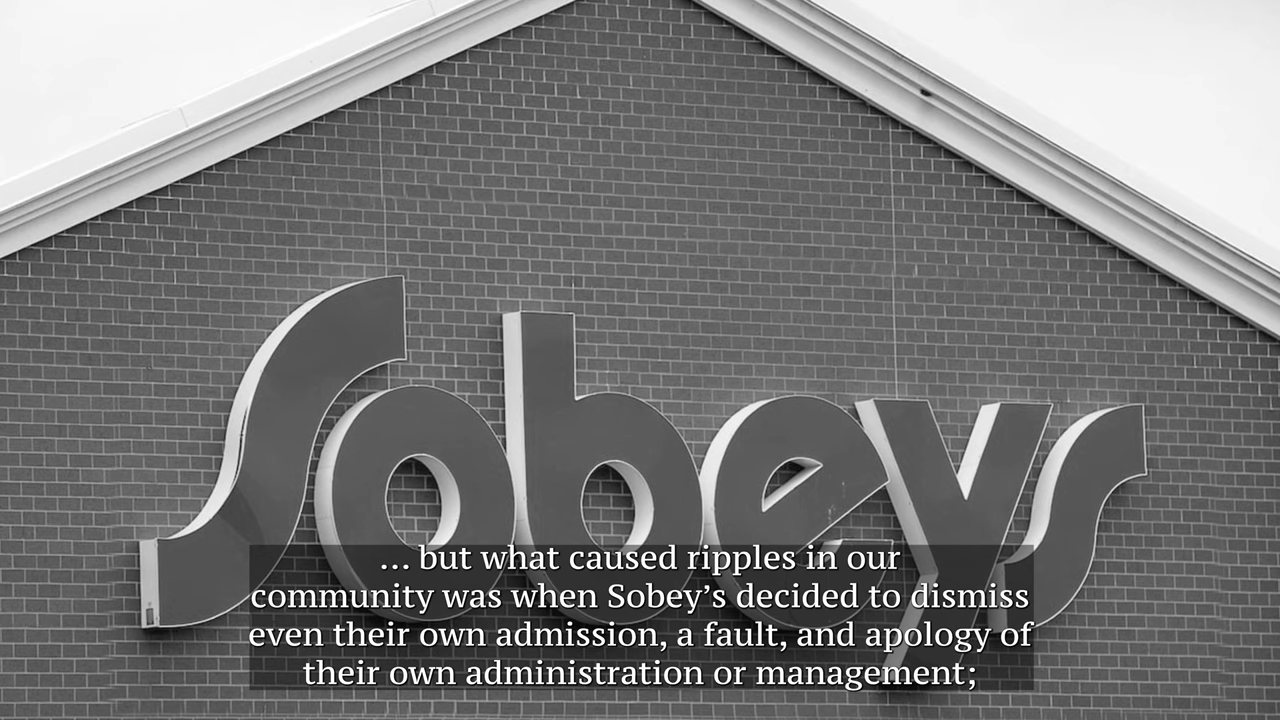 Sobeys
... but what caused ripples in our
community was when Sobey’s decided to dismiss
even their own admission, a fault, and apology of
their own administration or management;